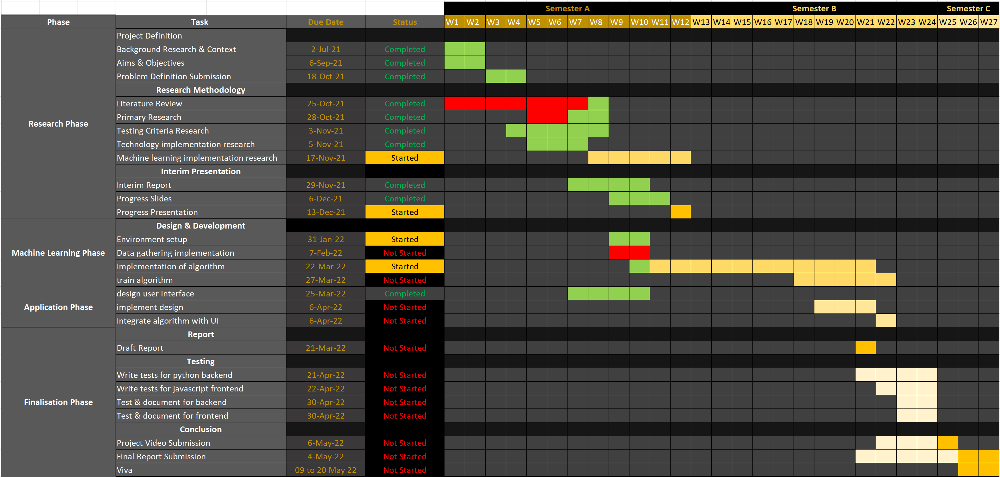 Semester A Semester B Semester C
Phase Task Due Date Status W1 W2 W3 W4 W5 W6 W7 W8 W9 W10 W11 W12 W13 W14 W15 W16 W17 W18 W19 W20 W21 W22 W23 W24 W25 W26 W27
Research Phase
Project Definition
Background Research & Context 2-Jul-21 Completed
Aims & Objectives 6-Sep-21 Completed
Problem Definition Submission 18-Oct-21 Completed
Research Methodology
Literature Review 25-Oct-21 Completed
Primary Research 28-Oct-21 Completed
Testing Criteria Research 3-Nov-21 Completed
Technology implementation research 5-Nov-21 Completed
Machine learning implementation research 17-Nov-21 Started
Interim Presentation
Interim Report 29-Nov-21 Completed
Progress Slides 6-Dec-21 Completed
Progress Presentation 13-Dec-21 Started
Machine Learning Phase
Design & Development
Environment setup 31-Jan-22 Started
Data gathering implementation 7-Feb-22 Not Started
Implementation of algorithm 22-Mar-22 Started
train algorithm 27-Mar-22 Not Started
Application Phase
design user interface 25-Mar-22 Completed
implement design 6-Apr-22 Not Started
Integrate algorithm with UI 6-Apr-22 Not Started
Finalisation Phase
Report
Draft Report 21-Mar-22 Not Started
Testing
Write tests for python backend 21-Apr-22 Not Started
Write tests for javascript frontend 22-Apr-22 Not Started
Test & document for backend 30-Apr-22 Not Started
Test & document for frontend 30-Apr-22 Not Started
Conclusion
Project Video Submission 6-May-22 Not Started
Final Report Submission 4-May-22 Not Started
Viva 09 to 20 May 22 Not Started